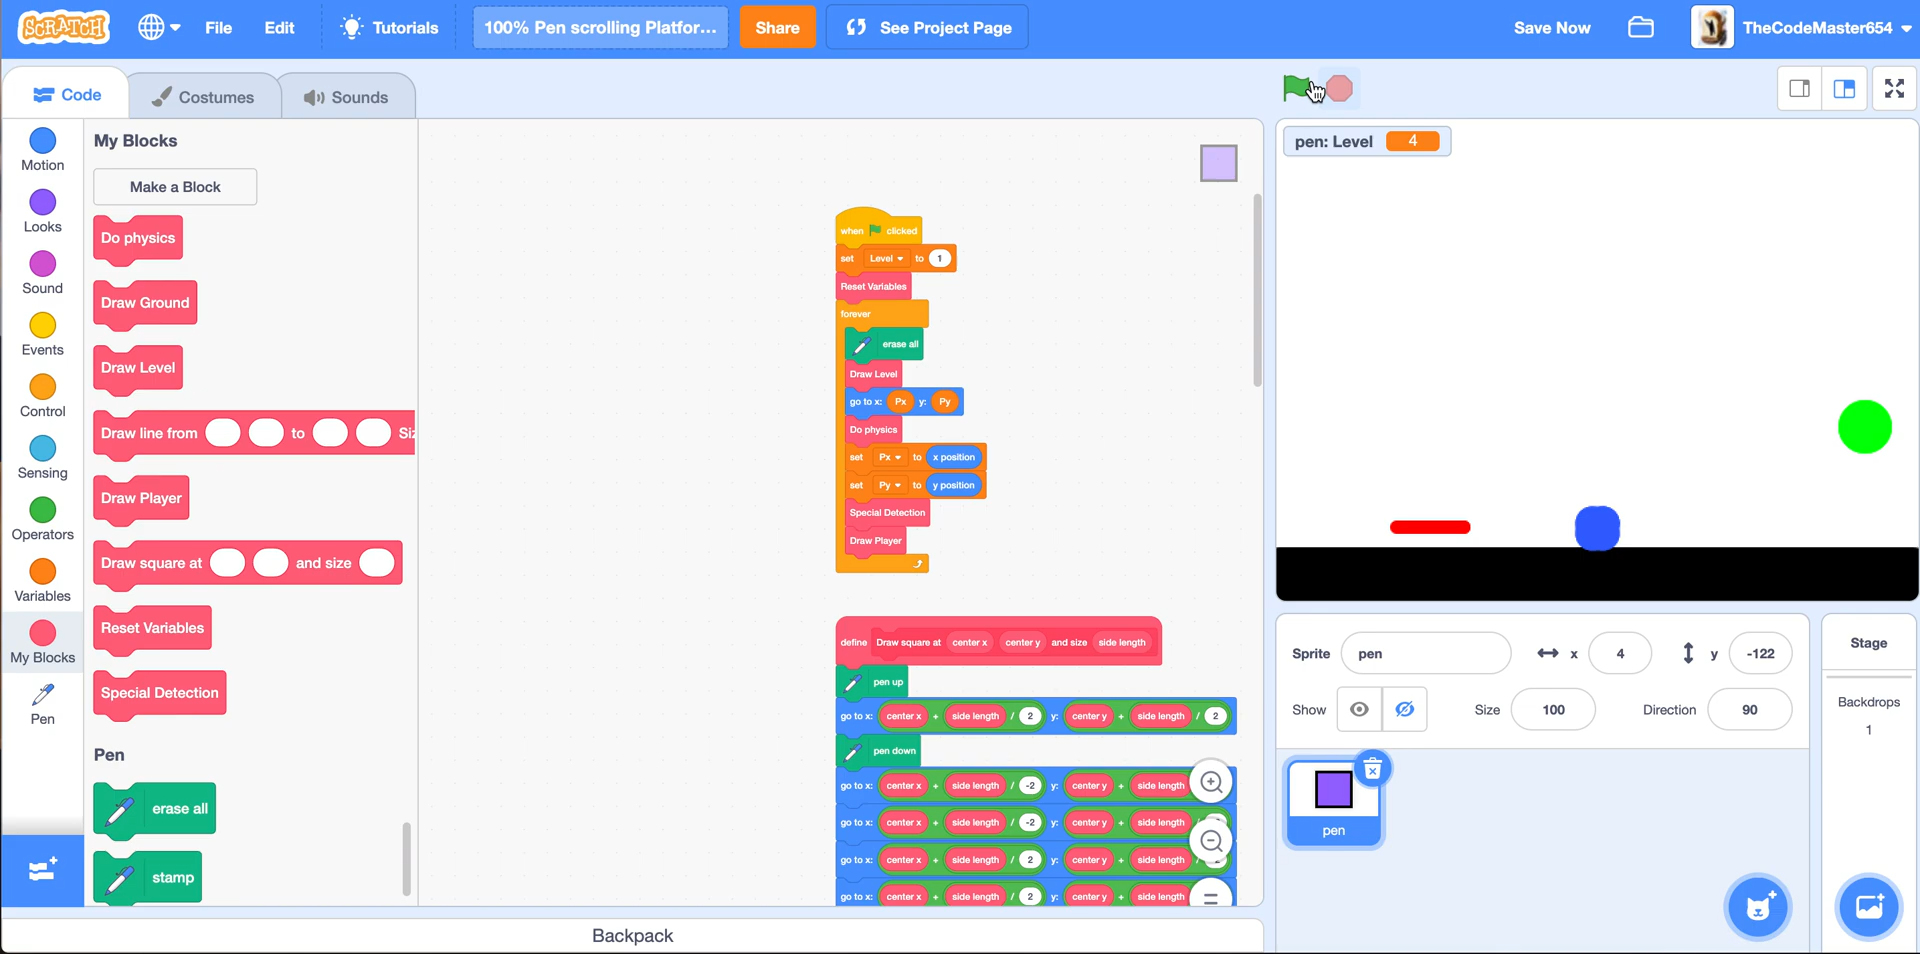 SCRATCH File Edit Tutorials 100% Pen scrolling Platfor... Share See Project Page Save Now TheCodeMaster654
Code Costumes Sounds
Motion
Looks
Sound
Events
Control
Sensing
Operators
Variables
My Blocks
Pen
My Blocks
Make a Block
Do physics
Draw Ground
Draw Level
Draw line from to Siz
Draw Player
Draw square at and size
Reset Variables
Special Detection
Pen
erase all
stamp
when clicked
set Level to 1
Reset Variables
forever
erase all
Draw Level
go to x: Px y: Py
Do physics
set Px to x position
set Py to y position
Special Detection
Draw Player
define Draw square at center x center y and size side length
pen up
go to x: center x + side length / 2 y: center y + side length / 2
pen down
go to x: center x + side length / -2 y: center y + side length
go to x: center x + side length / -2 y: center y + side length /
go to x: center x + side length / 2 y: center y + side length /
go to x: center x + side length / 2 y: center y + side length
Backpack
pen: Level 4
Sprite pen x 4 y -122
Show Size 100 Direction 90
pen
Stage
Backdrops
1